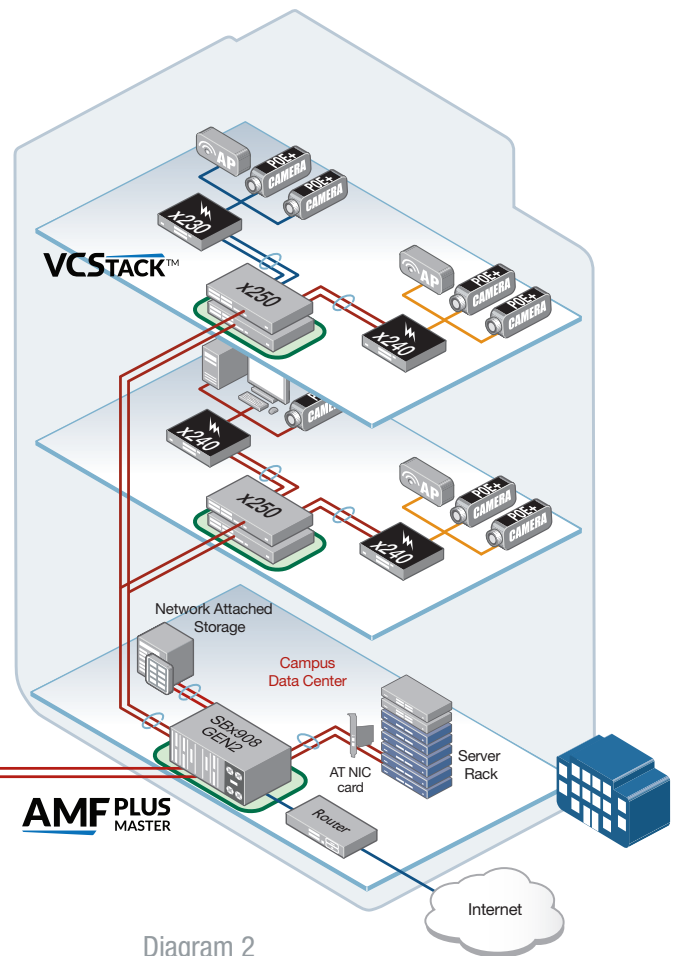 AP
POE+
CAMERA
POE+
CAMERA
x230
VCSTACK™
x250
AP
POE+
CAMERA
POE+
CAMERA
x240
CAME
x240
x250
AP
POE+
CAMERA
POE+
CAMERA
x240
Network Attached
Storage
Campus
Data Center
SBx908
GEN2
AT NIC
card
Server
Rack
AMF PLUS
MASTER
Router
Internet
Diagram 2